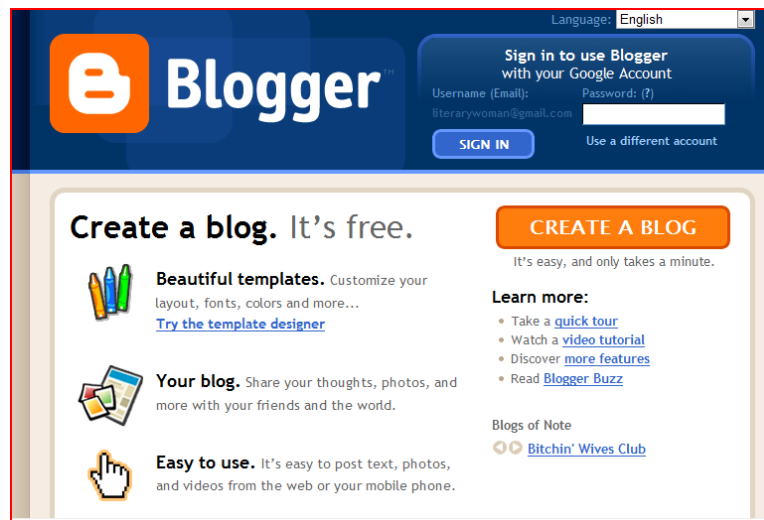 Language: English
Blogger™
Sign in to use Blogger
with your Google Account
Username (Email): Password: (?)
literarywoman@gmail.com
SIGN IN Use a different account
Create a blog. It's free.
Beautiful templates. Customize your
layout, fonts, colors and more...
Try the template designer
Your blog. Share your thoughts, photos, and
more with your friends and the world.
Easy to use. It's easy to post text, photos,
and videos from the web or your mobile phone.
CREATE A BLOG
It's easy, and only takes a minute.
Learn more:
• Take a quick tour
• Watch a video tutorial
• Discover more features
• Read Blogger Buzz
Blogs of Note
Bitchin' Wives Club